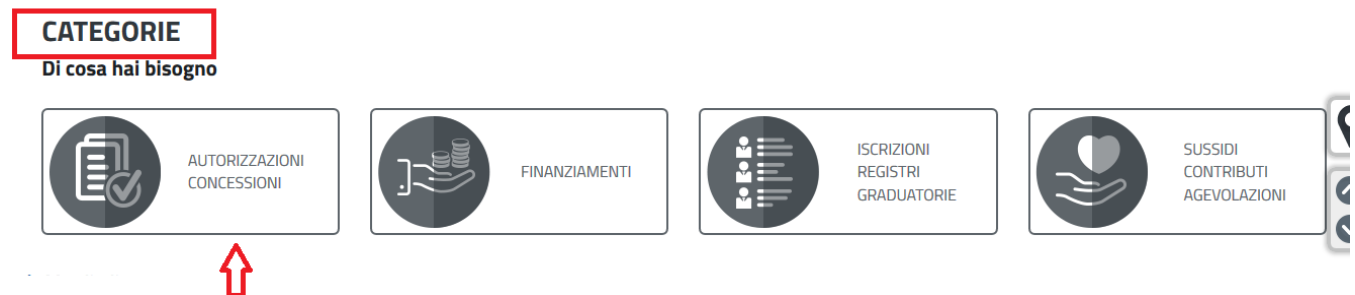 CATEGORIE
Di cosa hai bisogno
AUTORIZZAZIONI
CONCESSIONI
FINANZIAMENTI
ISCRIZIONI
REGISTRI
GRADUATORIE
SUSSIDI
CONTRIBUTI
AGEVOLAZIONI